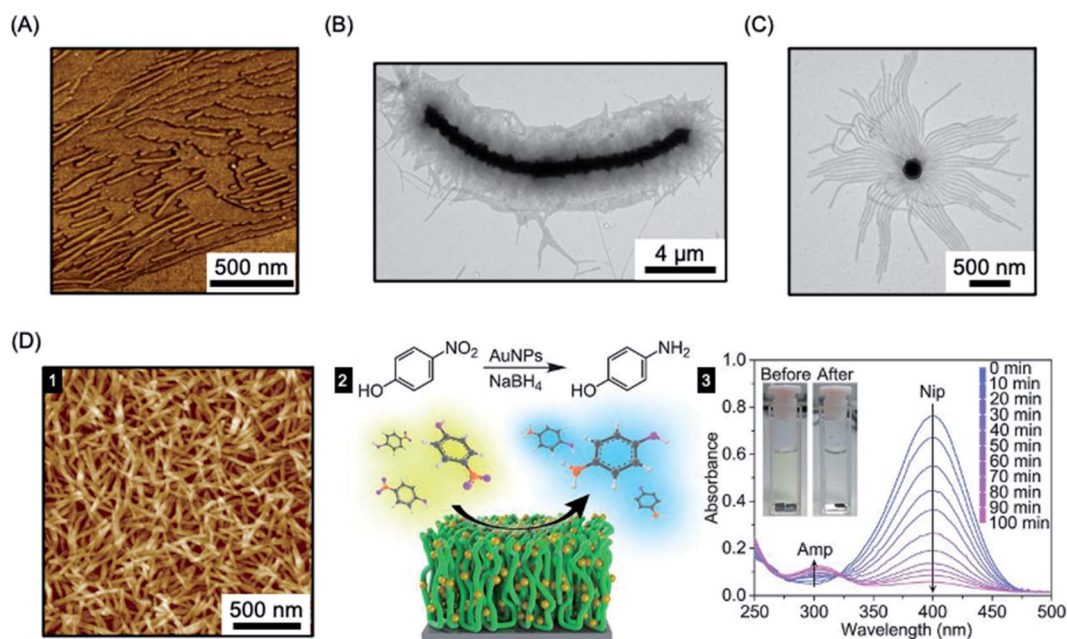 (A)
500 nm
(B)
4 µm
(C)
500 nm
(D)
1
500 nm
2
NO₂
HO
AuNPs
NaBH₄
NH₂
HO
3
Before After
Nip
Amp
0 min
10 min
20 min
30 min
40 min
50 min
60 min
70 min
80 min
90 min
100 min
Absorbance
1.0
0.8
0.6
0.4
0.2
0.0
250 300 350 400 450 500
Wavelength (nm)